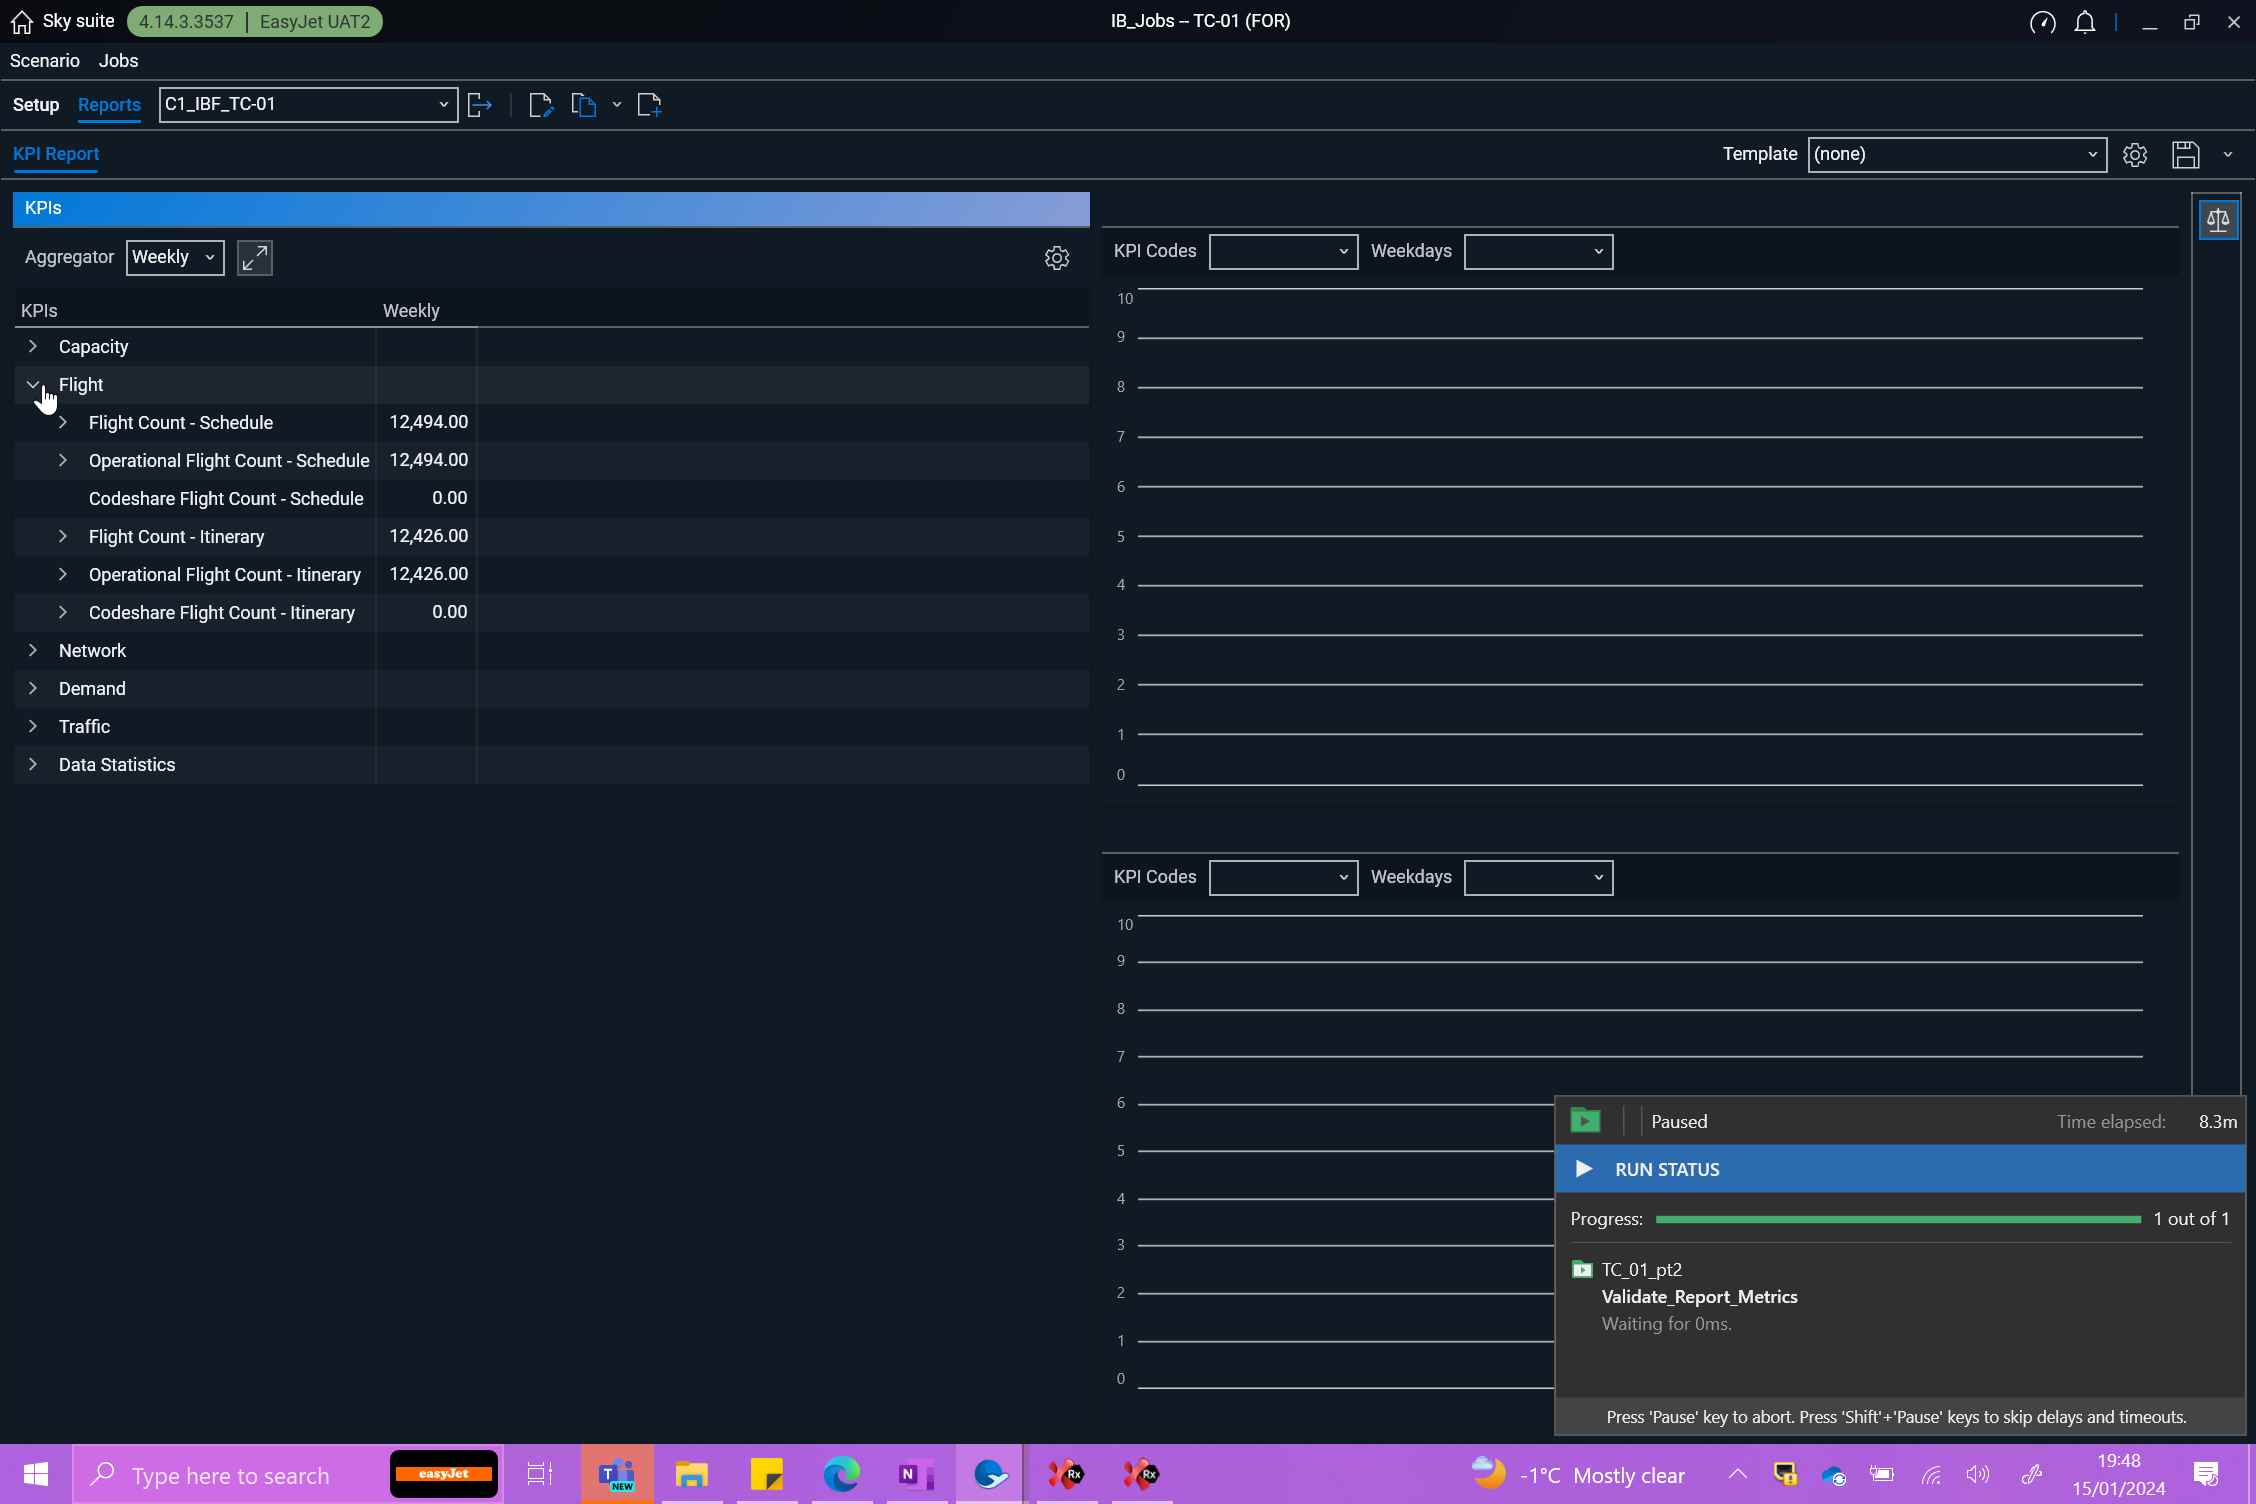 Sky suite
4.14.3.3537 | EasyJet UAT2
IB_Jobs -- TC-01 (FOR)
Scenario Jobs
Setup Reports C1_IBF_TC-01
KPI Report
Template (none)
KPIs
Aggregator Weekly
KPIs Weekly
Capacity
Flight
Flight Count - Schedule 12,494.00
Operational Flight Count - Schedule 12,494.00
Codeshare Flight Count - Schedule 0.00
Flight Count - Itinerary 12,426.00
Operational Flight Count - Itinerary 12,426.00
Codeshare Flight Count - Itinerary 0.00
Network
Demand
Traffic
Data Statistics
KPI Codes Weekdays
10
9
8
7
6
5
4
3
2
1
0
KPI Codes Weekdays
10
9
8
7
6
5
4
3
2
1
0
Paused Time elapsed: 8.3m
RUN STATUS
Progress: 1 out of 1
TC_01_pt2
Validate_Report_Metrics
Waiting for 0ms.
Press 'Pause' key to abort. Press 'Shift'+'Pause' keys to skip delays and timeouts.
Type here to search
easyJet
T
NEW
N
Rx
Rx
-1°C Mostly clear
19:48
15/01/2024